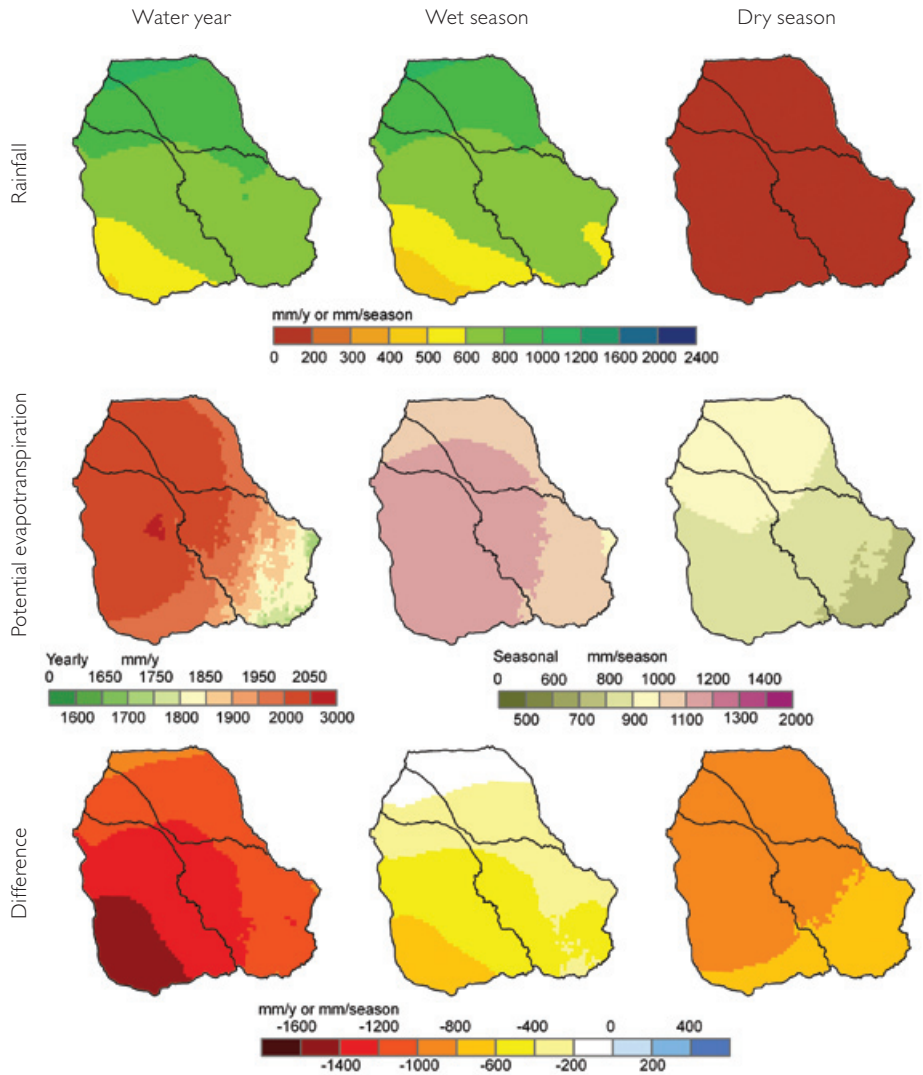 Water year Wet season Dry season
Rainfall
mm/y or mm/season
0 200 300 400 500 600 800 1000 1200 1600 2000 2400
Potential evapotranspiration
Yearly mm/y
0 1650 1750 1850 1950 2050
1600 1700 1800 1900 2000 3000
Seasonal mm/season
0 600 800 1000 1200 1400
500 700 900 1100 1300 2000
Difference
mm/y or mm/season
-1600 -1200 -800 -400 0 400
-1400 -1000 -600 -200 200